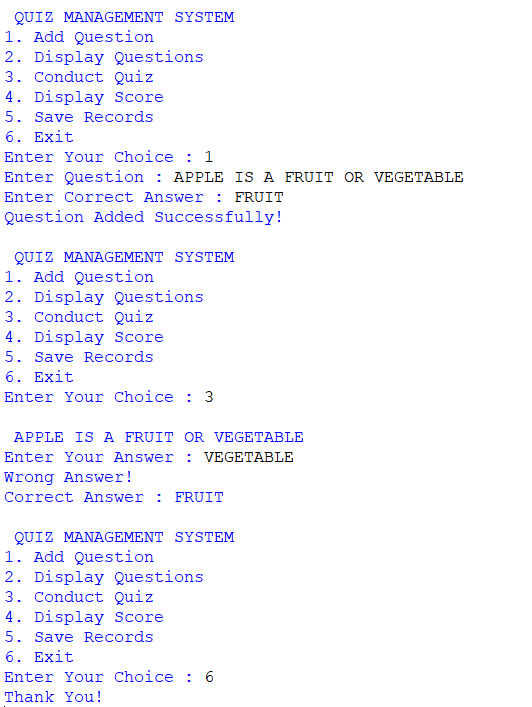 QUIZ MANAGEMENT SYSTEM
1. Add Question
2. Display Questions
3. Conduct Quiz
4. Display Score
5. Save Records
6. Exit
Enter Your Choice : 1
Enter Question : APPLE IS A FRUIT OR VEGETABLE
Enter Correct Answer : FRUIT
Question Added Successfully!
QUIZ MANAGEMENT SYSTEM
1. Add Question
2. Display Questions
3. Conduct Quiz
4. Display Score
5. Save Records
6. Exit
Enter Your Choice : 3
APPLE IS A FRUIT OR VEGETABLE
Enter Your Answer : VEGETABLE
Wrong Answer!
Correct Answer : FRUIT
QUIZ MANAGEMENT SYSTEM
1. Add Question
2. Display Questions
3. Conduct Quiz
4. Display Score
5. Save Records
6. Exit
Enter Your Choice : 6
Thank You!